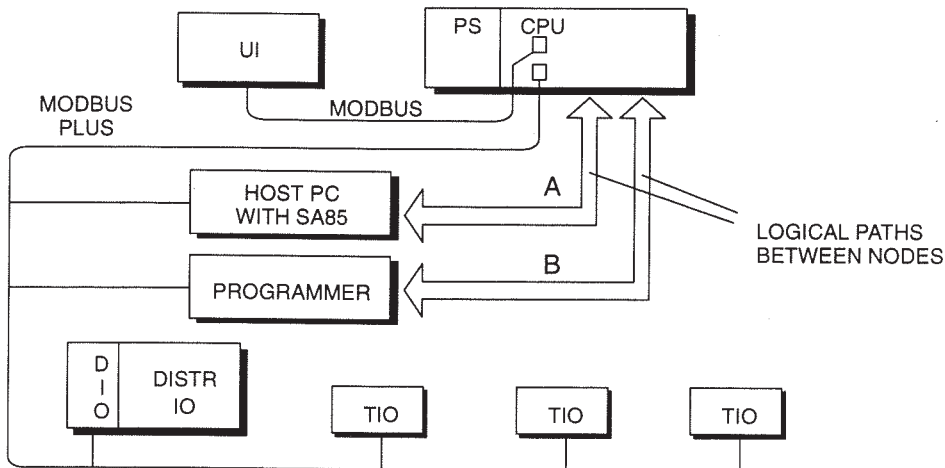 UI
PS
CPU
MODBUS
MODBUS
PLUS
HOST PC
WITH SA85
A
LOGICAL PATHS
BETWEEN NODES
B
PROGRAMMER
D
I
O
DISTR
IO
TIO
TIO
TIO